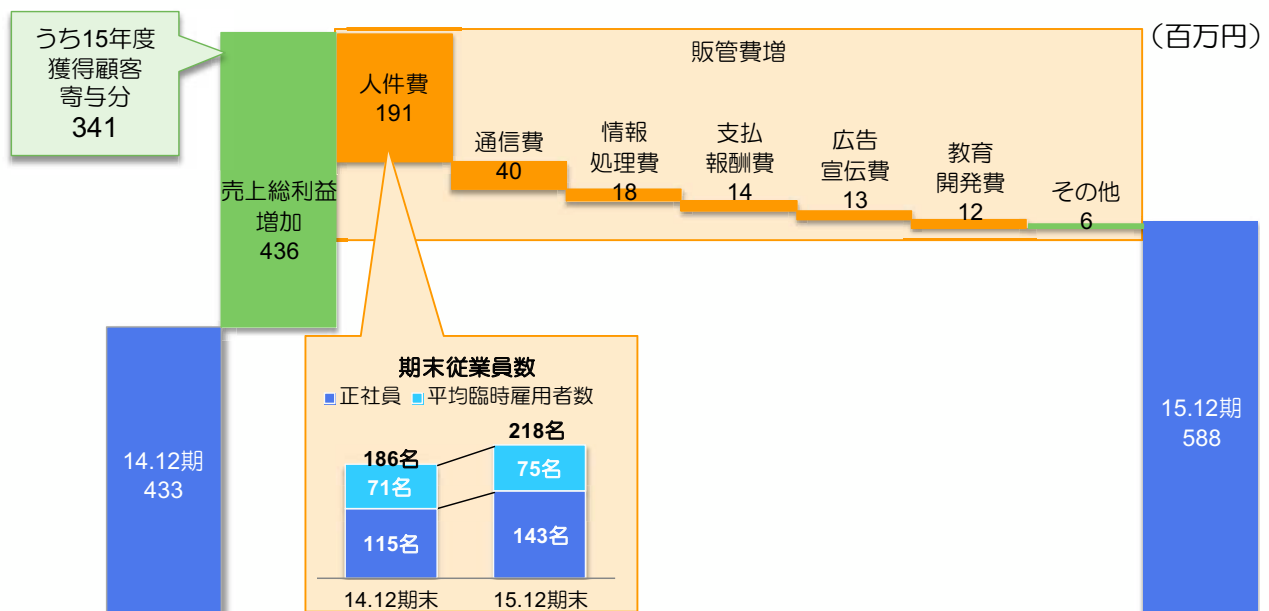 （百万円）
うち15年度
獲得顧客
寄与分
341
販管費増
人件費
191
通信費
40
情報
処理費
18
支払
報酬費
14
広告
宣伝費
13
教育
開発費
12
その他
6
売上総利益
増加
436
14.12期
433
15.12期
588
期末従業員数
正社員 平均臨時雇用者数
186名
71名
115名
218名
75名
143名
14.12期末 15.12期末